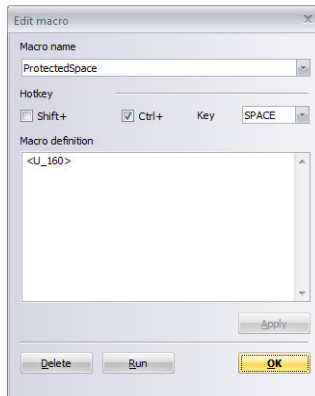 Edit macro
Macro name
ProtectedSpace
Hotkey
Shift+ Ctrl+ Key SPACE
Macro definition
<U_160>
Apply
Delete Run OK